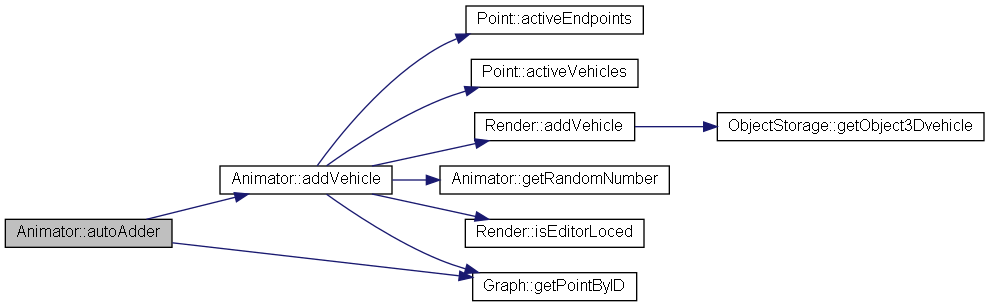 Point::activeEndpoints
Point::activeVehicles
Render::addVehicle
ObjectStorage::getObject3Dvehicle
Animator::addVehicle
Animator::getRandomNumber
Animator::autoAdder
Render::isEditorLoced
Graph::getPointByID